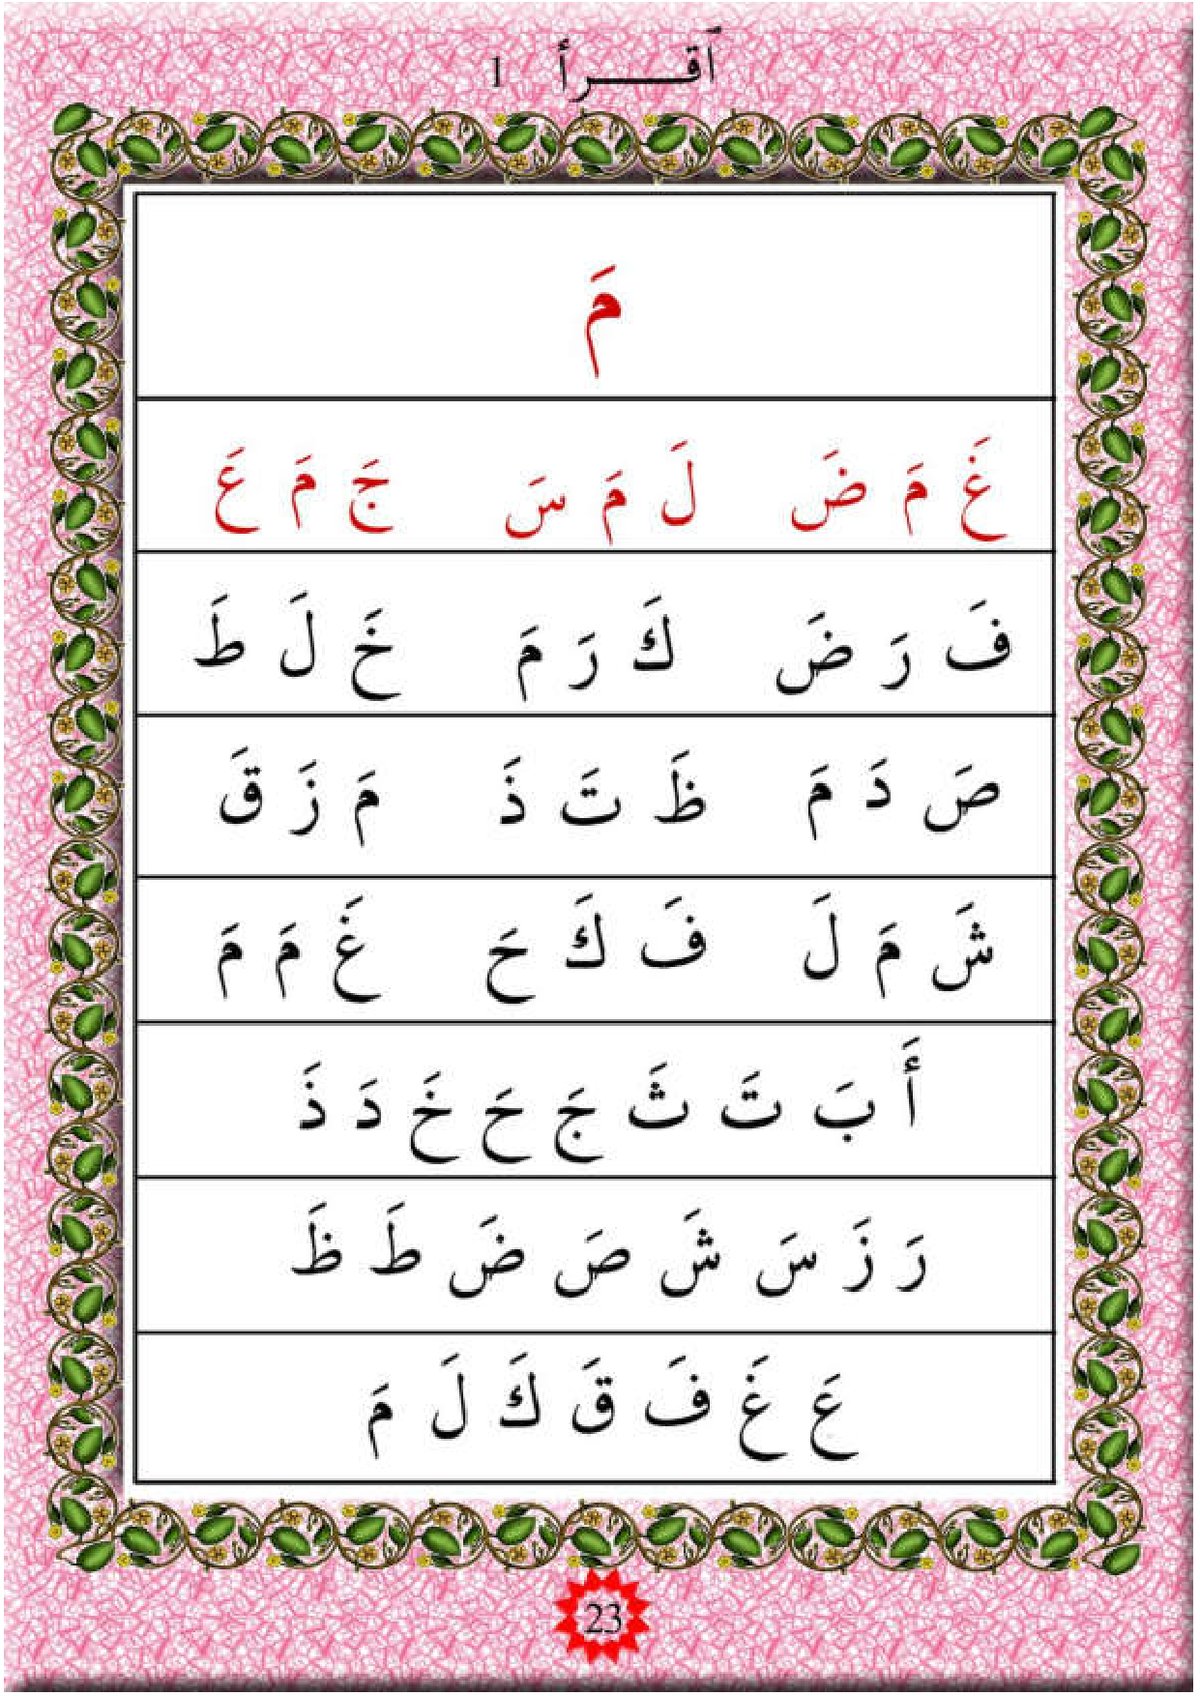 اَقـــرأ 1
مَ
غَ مَ ضَ لَ مَ سَ جَ مَ عَ
فَ رَ ضَ كَ رَ مَ خَ لَ طَ
صَ دَ مَ ظَ تَ ذَ مَ زَ قَ
شَ مَ لَ فَ كَ حَ غَ مَ مَ
أَ بَ تَ ثَ جَ حَ خَ دَ ذَ
رَ زَ سَ شَ صَ ضَ طَ ظَ
عَ غَ فَ قَ كَ لَ مَ
23